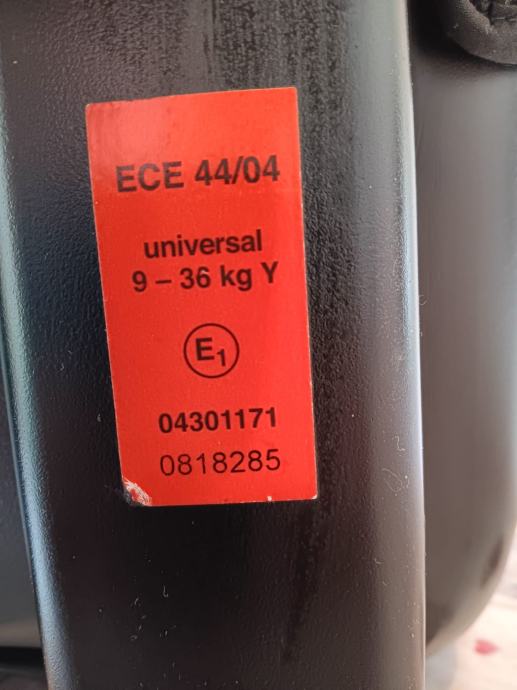 ECE 44/04
universal
9 – 36 kg Y
E1
04301171
0818285